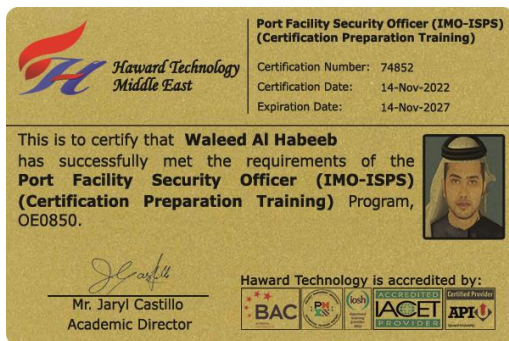 Haward Technology
Middle East
Port Facility Security Officer (IMO-ISPS)
(Certification Preparation Training)
Certification Number: 74852
Certification Date: 14-Nov-2022
Expiration Date: 14-Nov-2027
This is to certify that Waleed Al Habeeb
has successfully met the requirements of the
Port Facility Security Officer (IMO-ISPS)
(Certification Preparation Training) Program,
OE0850.
Mr. Jaryl Castillo
Academic Director
Haward Technology is accredited by:
BAC
iosh
ACCREDITED
IACET
PROVIDER
Certified Provider
API U